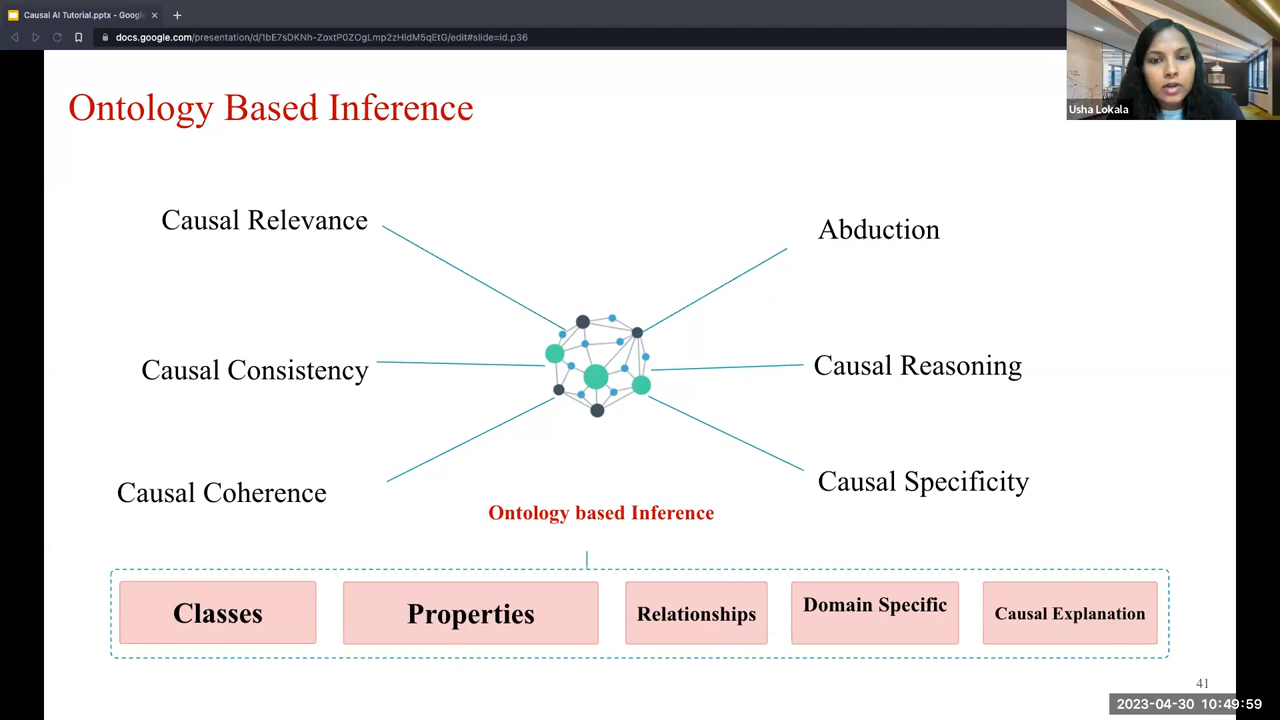 Causal AI Tutorial.pptx - Googl
docs.google.com/presentation/d/1bE7sDKNh-ZoxtP0ZOgLmp2zHldM5qEtG/edit#slide=id.p36
Usha Lokala
Ontology Based Inference
Causal Relevance
Abduction
Causal Consistency
Causal Reasoning
Causal Coherence
Causal Specificity
Ontology based Inference
Classes
Properties
Relationships
Domain Specific
Causal Explanation
41
2023-04-30 10:49:59